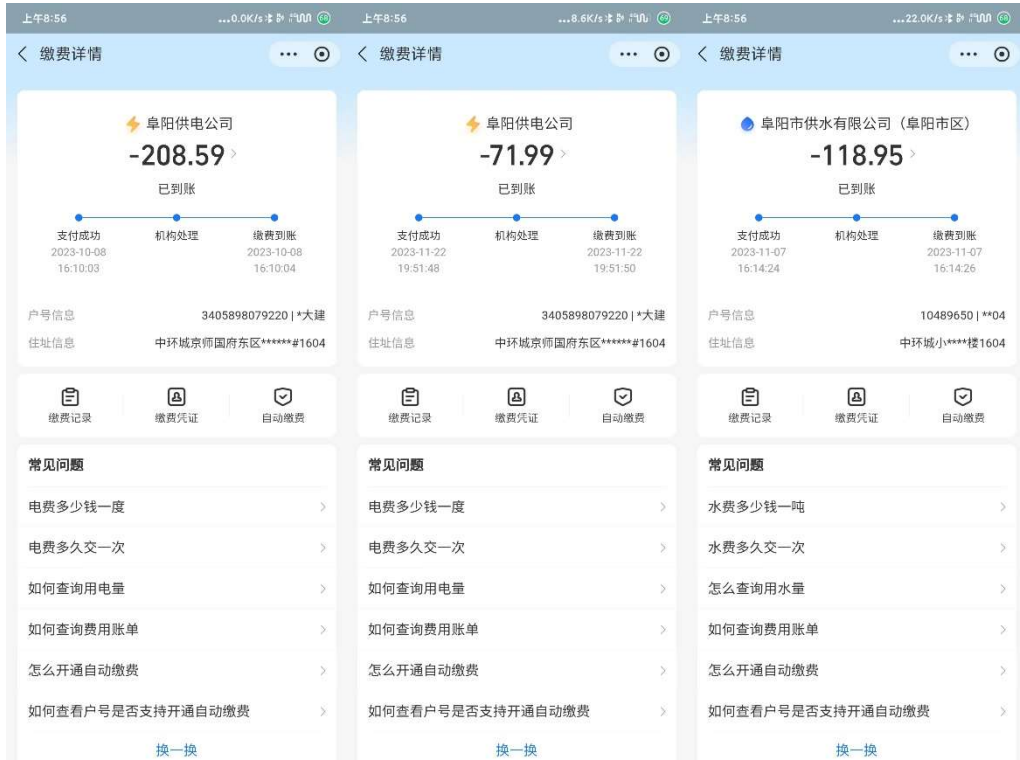 上午8:56
...0.0K/s
68
缴费详情
阜阳供电公司
-208.59
已到账
支付成功 机构处理 缴费到账
2023-10-08 2023-10-08
16:10:03 16:10:04
户号信息 3405898079220 | *大建
住址信息 中环城京师国府东区******#1604
缴费记录 缴费凭证 自动缴费
常见问题
电费多少钱一度
电费多久交一次
如何查询用电量
如何查询费用账单
怎么开通自动缴费
如何查看户号是否支持开通自动缴费
换一换
上午8:56
...8.6K/s
69
缴费详情
阜阳供电公司
-71.99
已到账
支付成功 机构处理 缴费到账
2023-11-22 2023-11-22
19:51:48 19:51:50
户号信息 3405898079220 | *大建
住址信息 中环城京师国府东区******#1604
缴费记录 缴费凭证 自动缴费
常见问题
电费多少钱一度
电费多久交一次
如何查询用电量
如何查询费用账单
怎么开通自动缴费
如何查看户号是否支持开通自动缴费
换一换
上午8:56
...22.0K/s
缴费详情
阜阳市供水有限公司（阜阳市区）
-118.95
已到账
支付成功 机构处理 缴费到账
2023-11-07 2023-11-07
16:14:24 16:14:26
户号信息 10489650 | **04
住址信息 中环城小****楼1604
缴费记录 缴费凭证 自动缴费
常见问题
水费多少钱一吨
水费多久交一次
怎么查询用水量
如何查询费用账单
怎么开通自动缴费
如何查看户号是否支持开通自动缴费
换一换